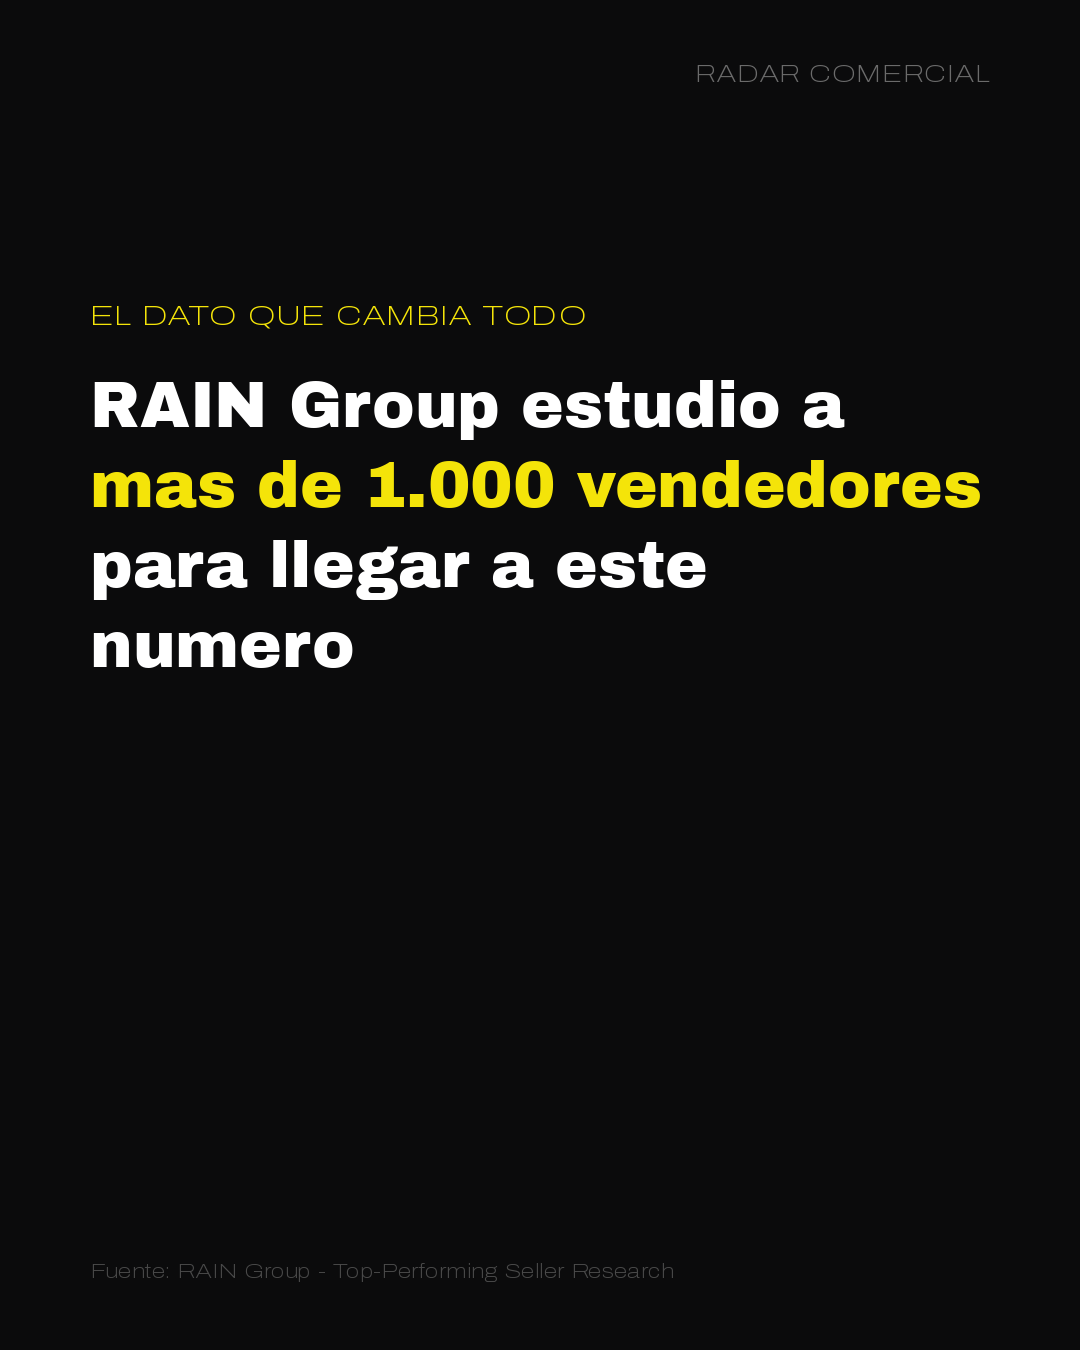 RADAR COMERCIAL
EL DATO QUE CAMBIA TODO
RAIN Group estudio a
mas de 1.000 vendedores
para llegar a este
numero
Fuente: RAIN Group - Top-Performing Seller Research